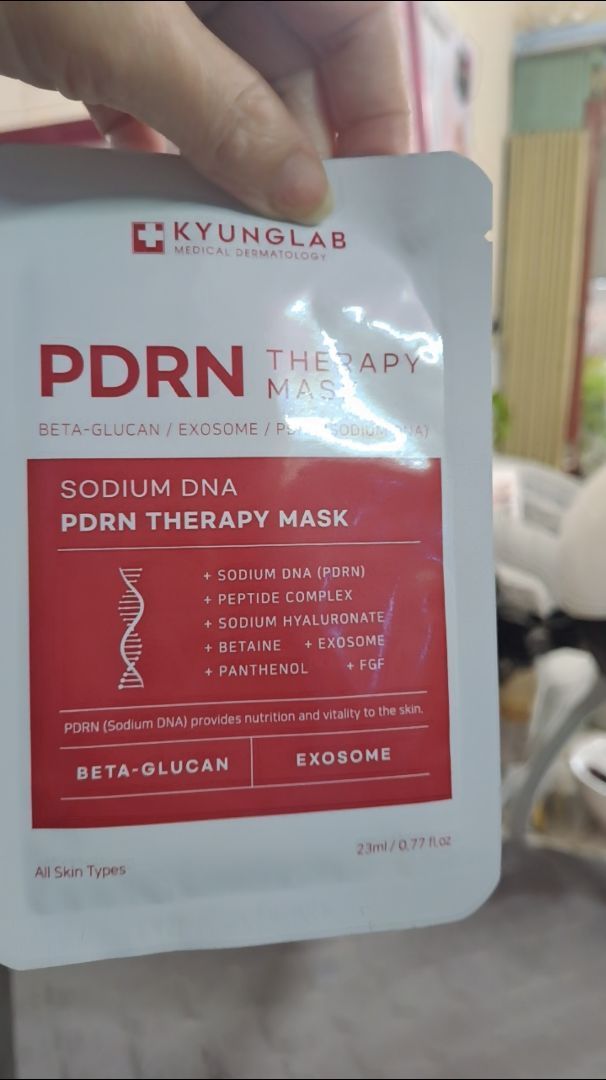 KYUNGLAB
MEDICAL DERMATOLOGY
PDRN THERAPY
MASK
BETA-GLUCAN / EXOSOME / (SODIUM DNA)
SODIUM DNA
PDRN THERAPY MASK
+ SODIUM DNA (PDRN)
+ PEPTIDE COMPLEX
+ SODIUM HYALURONATE
+ BETAINE + EXOSOME
+ PANTHENOL + FGF
PDRN (Sodium DNA) provides nutrition and vitality to the skin.
BETA-GLUCAN EXOSOME
23ml / 0.77 fl.oz
All Skin Types